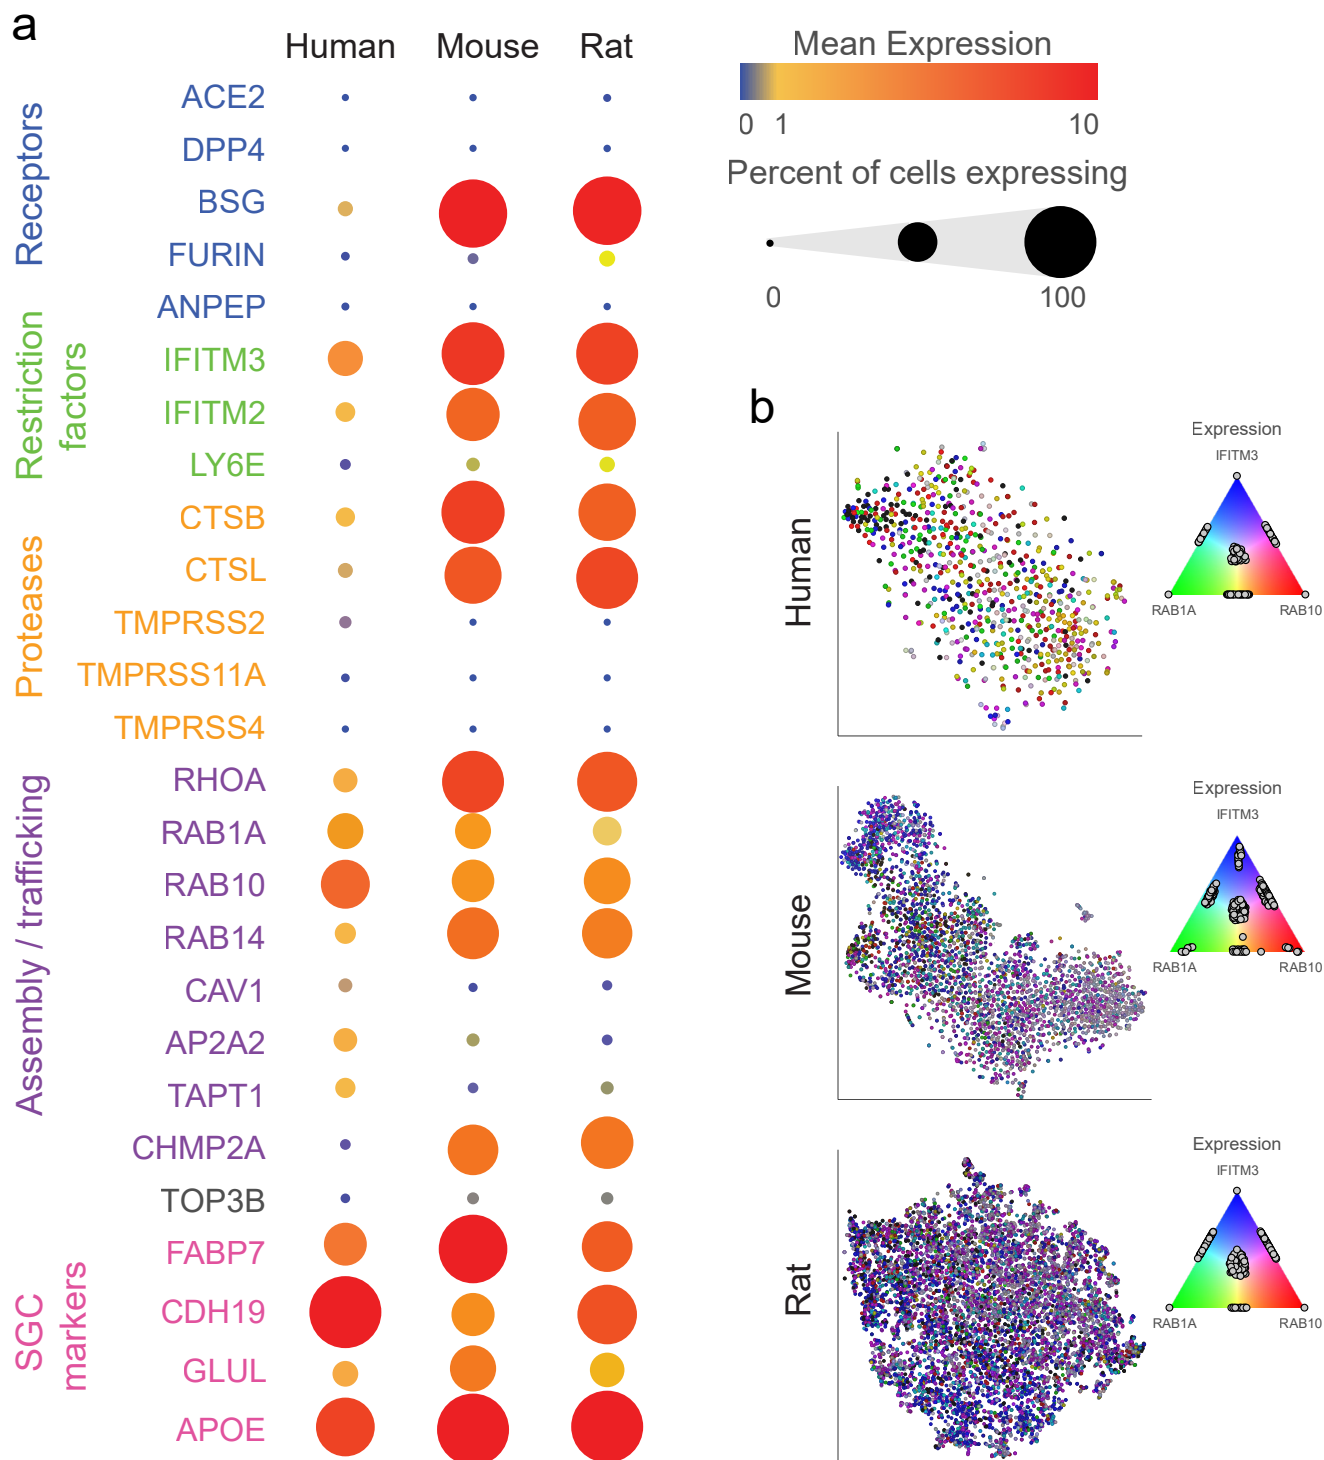 a
Human Mouse Rat
Receptors
ACE2
DPP4
BSG
FURIN
ANPEP
Restriction
factors
IFITM3
IFITM2
LY6E
Proteases
CTSB
CTSL
TMPRSS2
TMPRSS11A
TMPRSS4
Assembly / trafficking
RHOA
RAB1A
RAB10
RAB14
CAV1
AP2A2
TAPT1
CHMP2A
TOP3B
SGC
markers
FABP7
CDH19
GLUL
APOE
Mean Expression
0 1 10
Percent of cells expressing
0 100
b
Human
Expression
IFITM3
RAB1A RAB10
Mouse
Expression
IFITM3
RAB1A RAB10
Rat
Expression
IFITM3
RAB1A RAB10